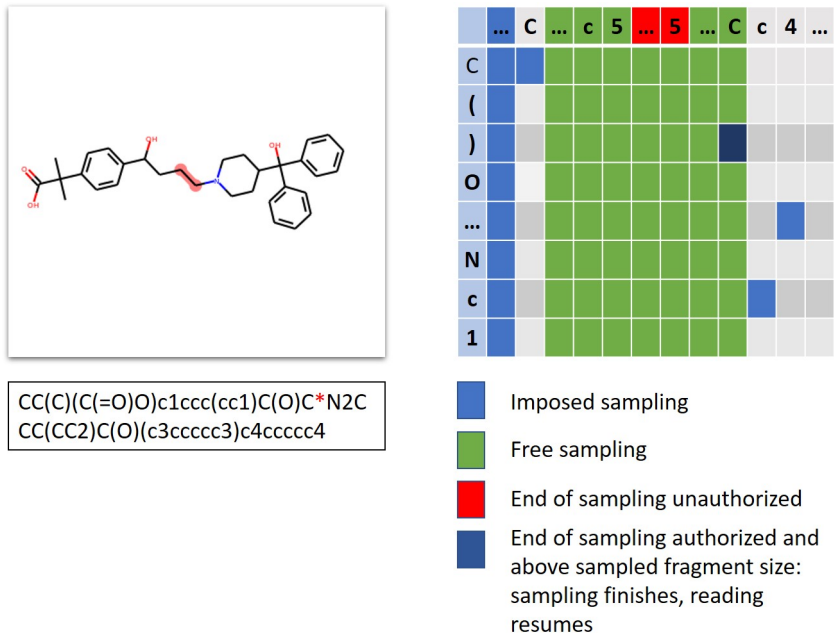 ... C ... c 5 ... 5 ... C c 4 ...
C
(
)
O
...
N
c
1
OH
O
OH
N
OH
CC(C)(C(=O)O)c1ccc(cc1)C(O)C*N2C
CC(CC2)C(O)(c3ccccc3)c4ccccc4
Imposed sampling
Free sampling
End of sampling unauthorized
End of sampling authorized and
above sampled fragment size:
sampling finishes, reading
resumes